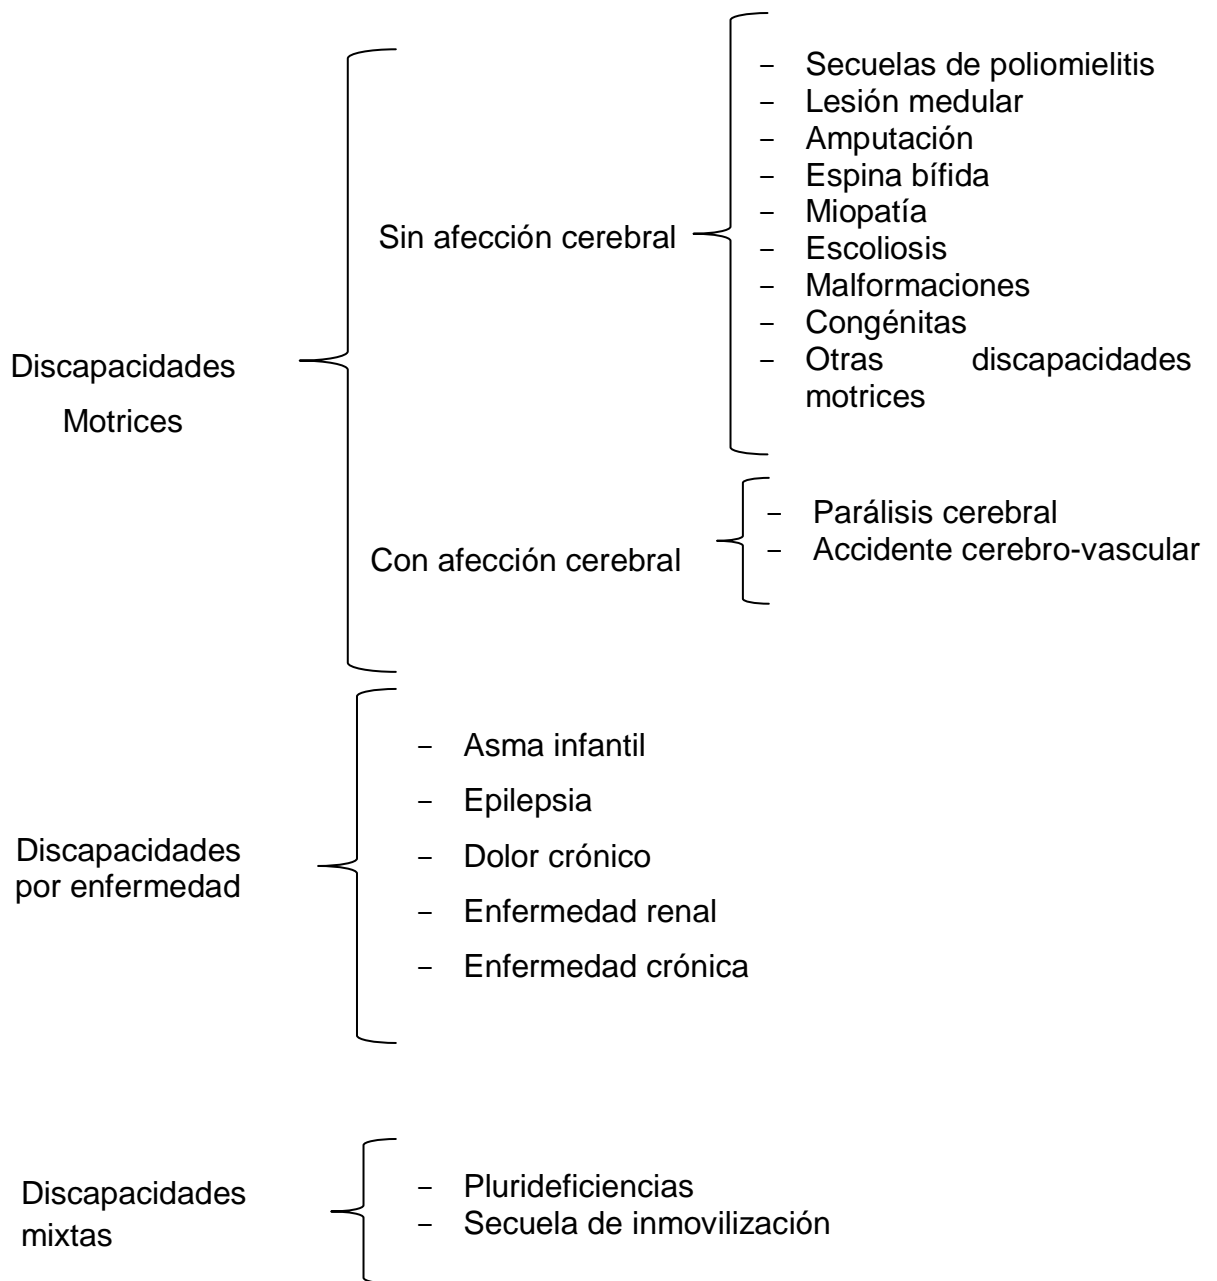 Discapacidades
Motrices
Sin afección cerebral
- Secuelas de poliomielitis
- Lesión medular
- Amputación
- Espina bífida
- Miopatía
- Escoliosis
- Malformaciones
- Congénitas
- Otras discapacidades
motrices
Con afección cerebral
- Parálisis cerebral
- Accidente cerebro-vascular
Discapacidades
por enfermedad
- Asma infantil
- Epilepsia
- Dolor crónico
- Enfermedad renal
- Enfermedad crónica
Discapacidades
mixtas
- Plurideficiencias
- Secuela de inmovilización